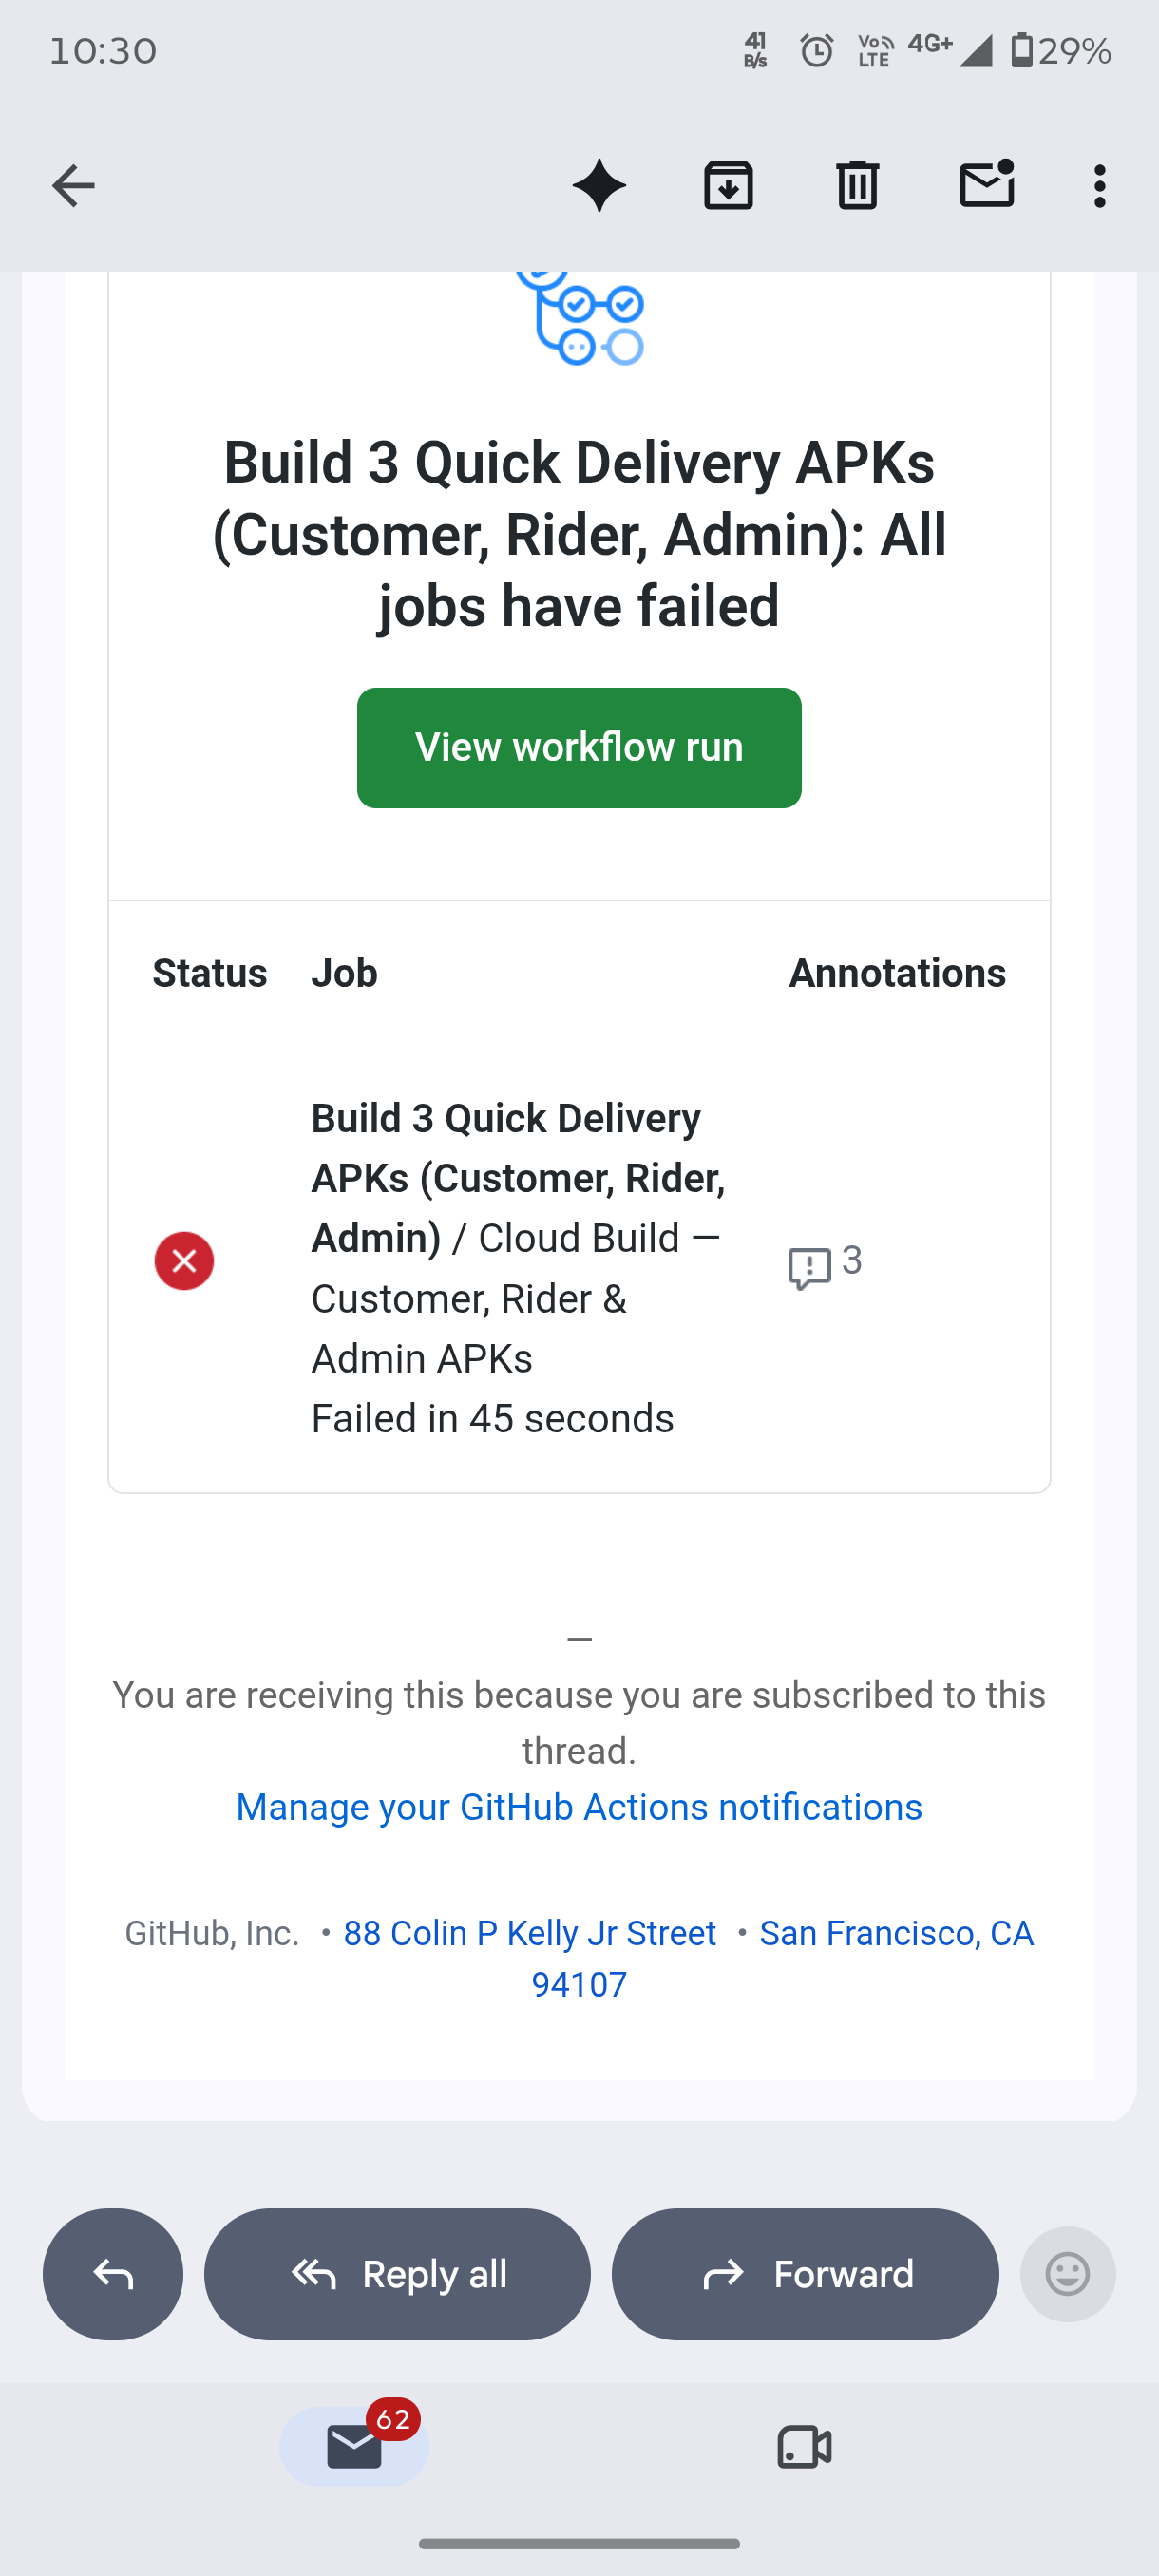 10:30
41 B/s
Vo LTE
4G+
29%
Build 3 Quick Delivery APKs
(Customer, Rider, Admin): All
jobs have failed
View workflow run
Status Job Annotations
Build 3 Quick Delivery
APKs (Customer, Rider,
Admin) / Cloud Build —
Customer, Rider &
Admin APKs
Failed in 45 seconds
3
—
You are receiving this because you are subscribed to this
thread.
Manage your GitHub Actions notifications
GitHub, Inc. • 88 Colin P Kelly Jr Street • San Francisco, CA
94107
Reply all
Forward
62